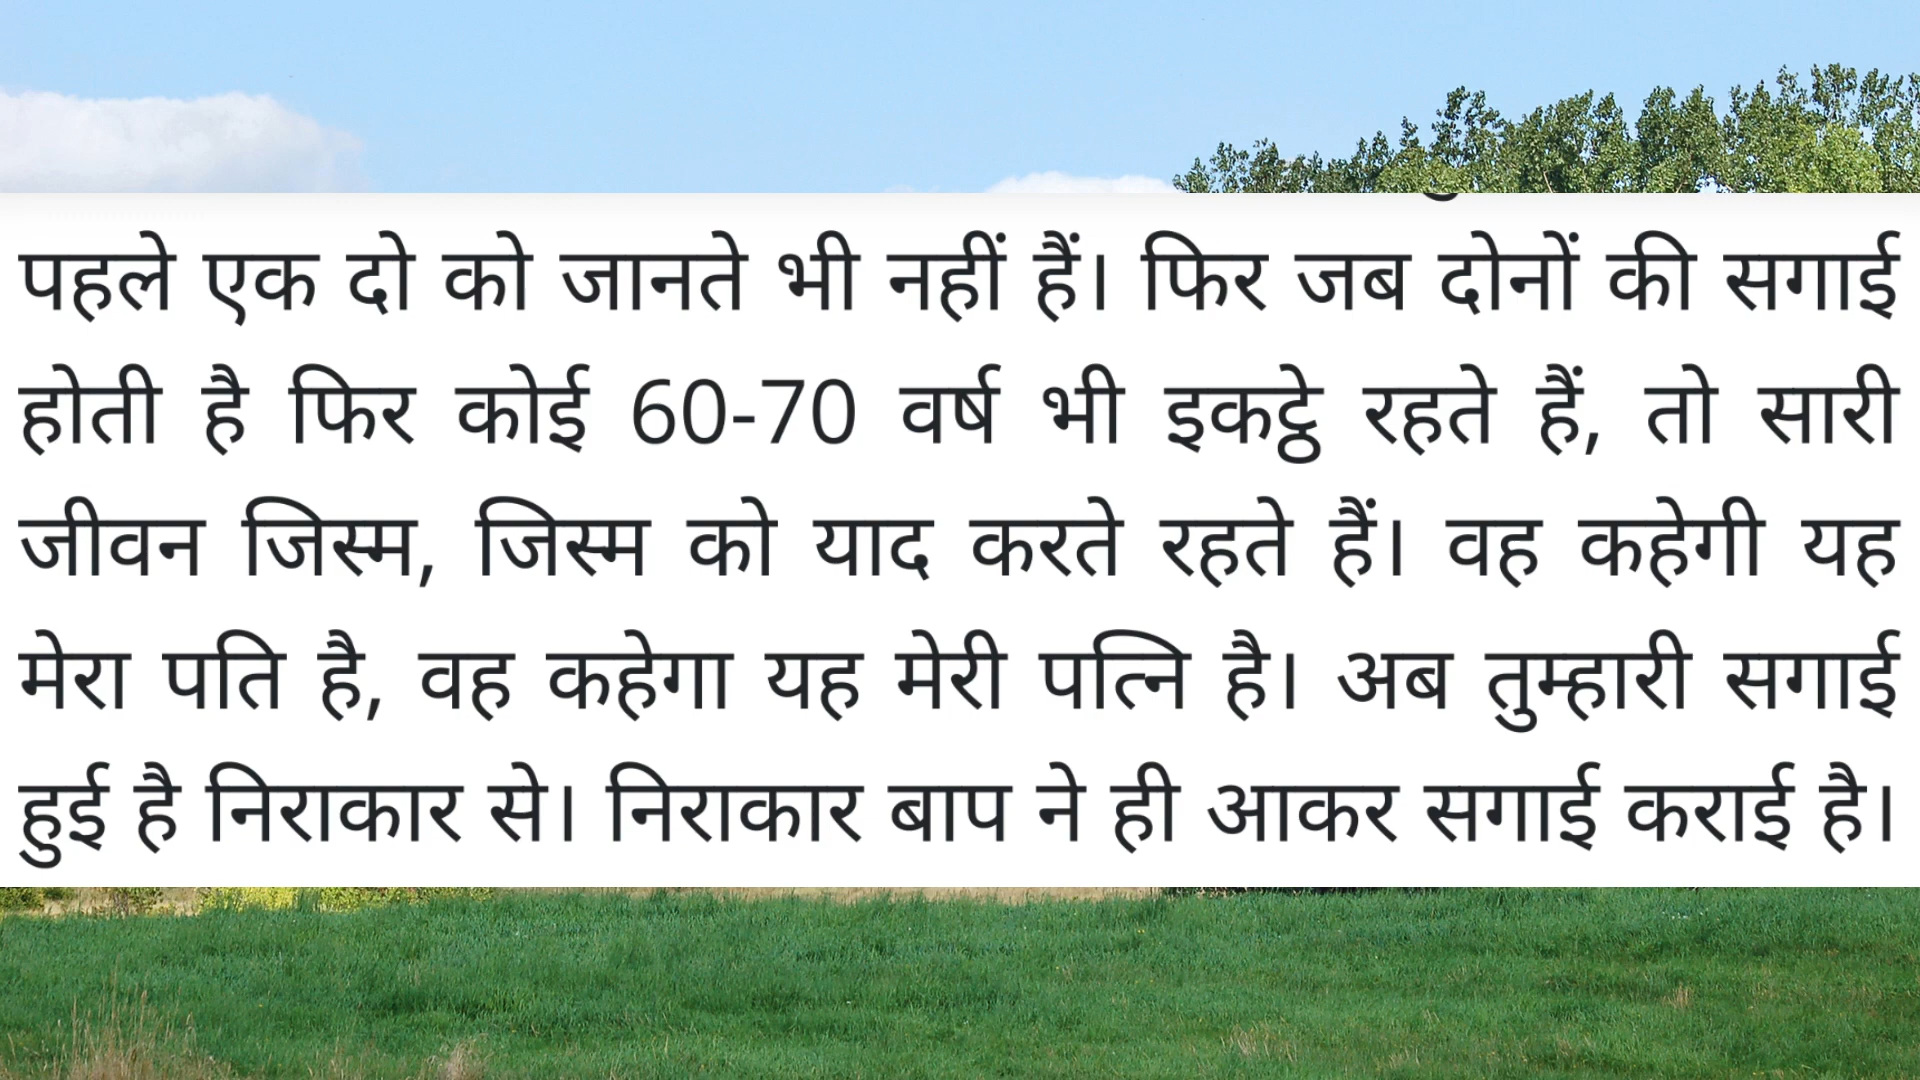 पहले एक दो को जानते भी नहीं हैं। फिर जब दोनों की सगाई
होती है फिर कोई 60-70 वर्ष भी इकट्ठे रहते हैं, तो सारी
जीवन जिस्म, जिस्म को याद करते रहते हैं। वह कहेगी यह
मेरा पति है, वह कहेगा यह मेरी पत्नि है। अब तुम्हारी सगाई
हुई है निराकार से। निराकार बाप ने ही आकर सगाई कराई है।